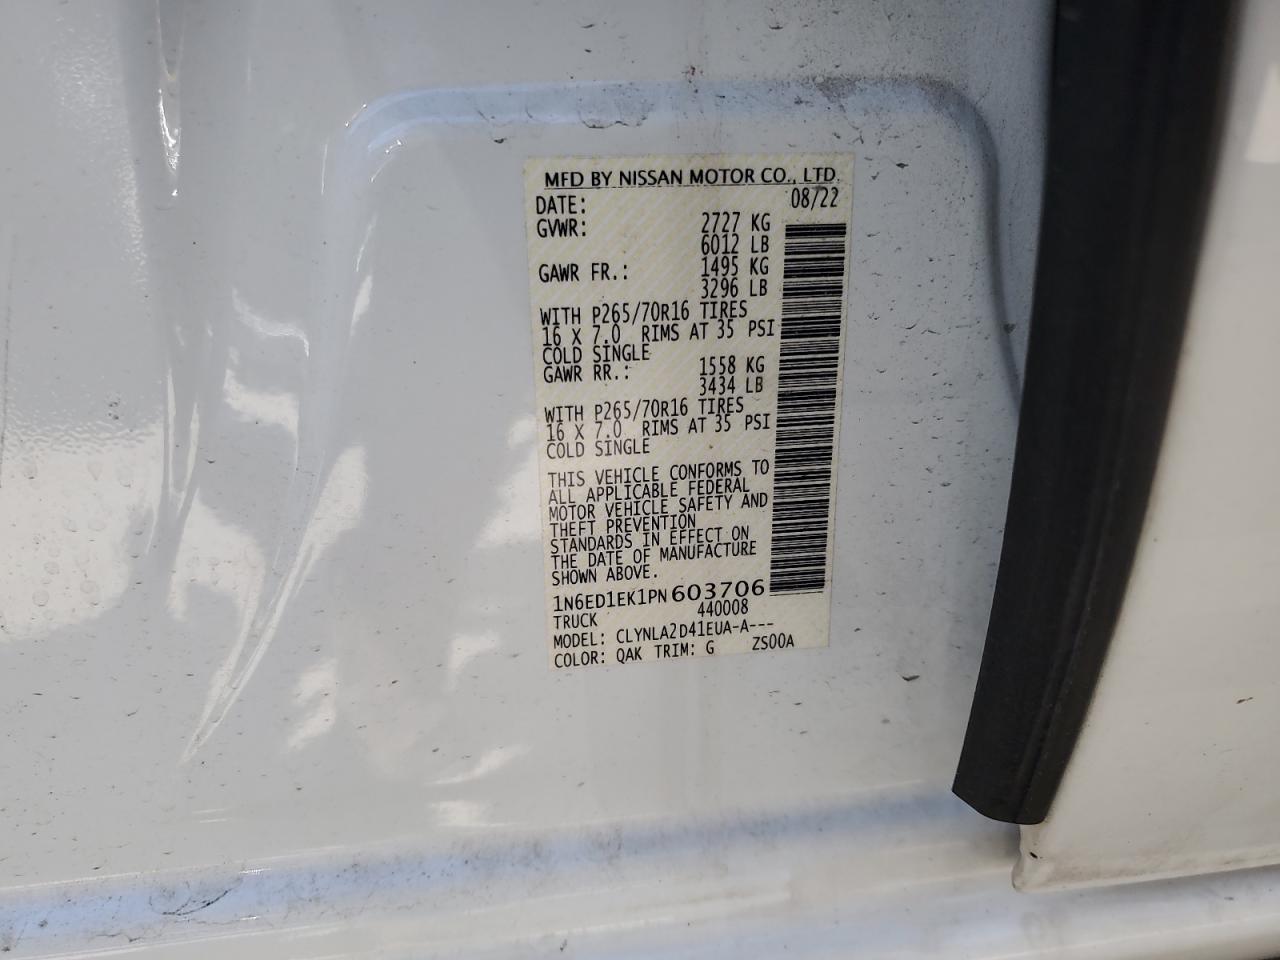 MFD BY NISSAN MOTOR CO., LTD.
DATE: 08/22
GVWR: 2727 KG
6012 LB
GAWR FR.: 1495 KG
3296 LB
WITH P265/70R16 TIRES
16 X 7.0 RIMS AT 35 PSI
COLD SINGLE
GAWR RR.: 1558 KG
3434 LB
WITH P265/70R16 TIRES
16 X 7.0 RIMS AT 35 PSI
COLD SINGLE
THIS VEHICLE CONFORMS TO
ALL APPLICABLE FEDERAL
MOTOR VEHICLE SAFETY AND
THEFT PREVENTION
STANDARDS IN EFFECT ON
THE DATE OF MANUFACTURE
SHOWN ABOVE.
1N6ED1EK1PN603706
TRUCK 440008
MODEL: CLYNLA2D41EUA-A---
COLOR: QAK TRIM: G ZS00A